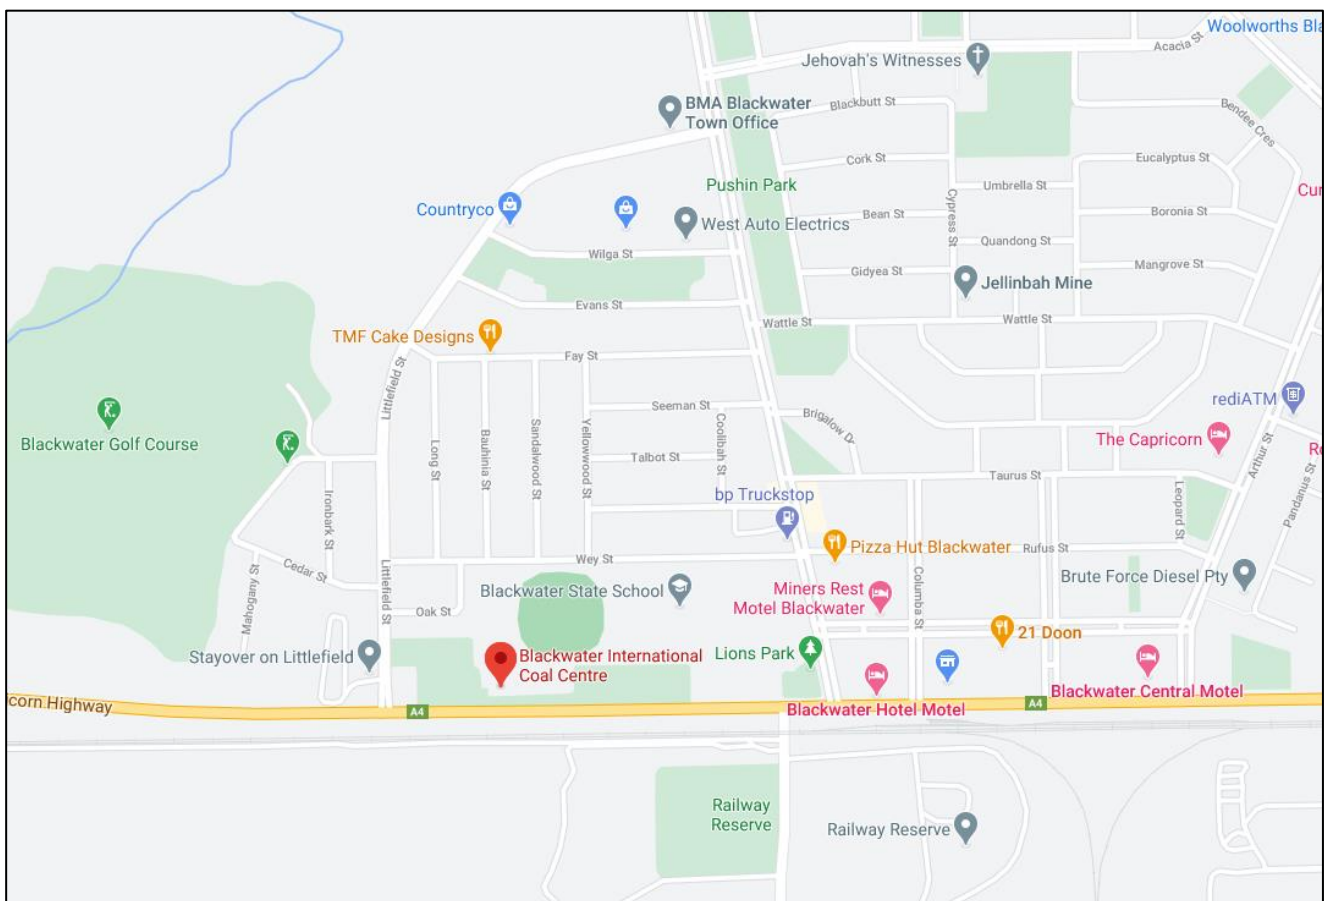 Woolworths Bla
Acacia St
Jehovah's Witnesses
BMA Blackwater
Town Office
Blackbutt St
Bendee Cres
Cork St
Eucalyptus St
Pushin Park
Umbrella St
Cur
Countryco
Cypress St
Bean St
Boronia St
West Auto Electrics
Quandong St
Wilga St
Gidyea St
Mangrove St
Jellinbah Mine
Evans St
Wattle St
Wattle St
TMF Cake Designs
Fay St
Littlefield St
rediATM
Seeman St
Brigalow Dr
Blackwater Golf Course
Long St
Bauhinia St
Sandalwood St
Yellowwood St
Coolibah St
The Capricorn
Arthur St
Ro
Talbot St
Taurus St
Ironbark St
bp Truckstop
Leopard St
Pandanus St
Pizza Hut Blackwater
Rufus St
Wey St
Cedar St
Mahogany St
Littlefield St
Blackwater State School
Miners Rest
Motel Blackwater
Columba St
Brute Force Diesel Pty
Oak St
21 Doon
Stayover on Littlefield
Blackwater International
Coal Centre
Lions Park
Blackwater Central Motel
corn Highway
A4
Blackwater Hotel Motel
A4
Railway
Reserve
Railway Reserve